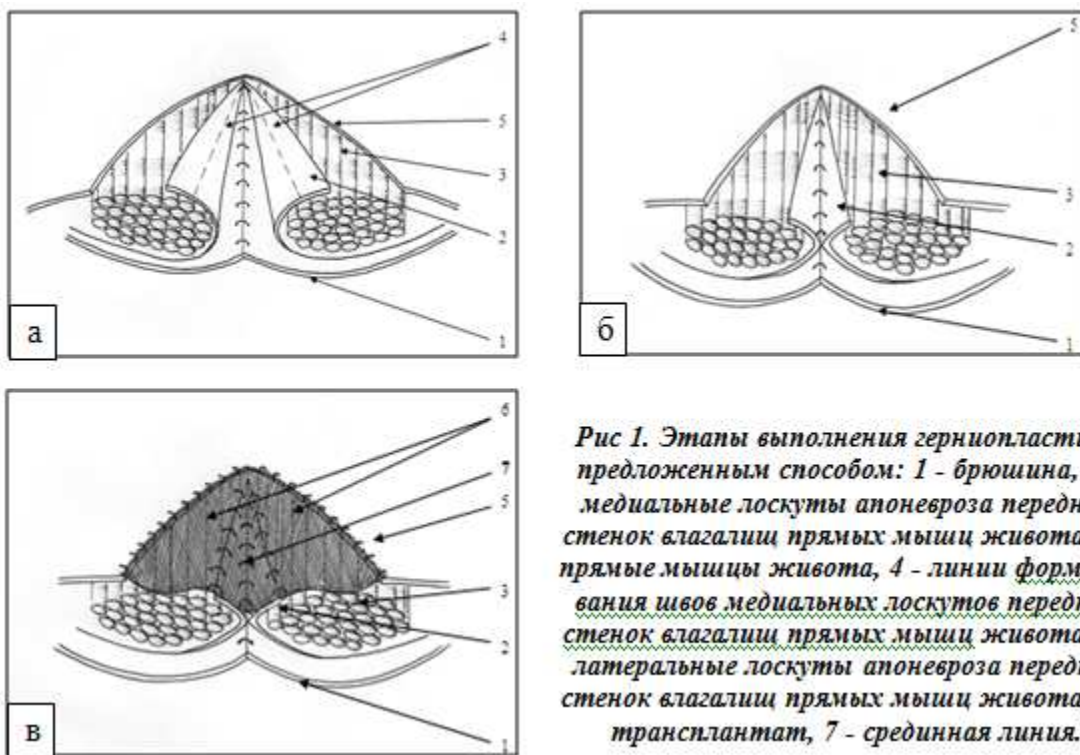 4
5
3
2
1
а
5
3
2
1
б
6
7
5
3
2
1
в
Рис 1. Этапы выполнения герниопласти
предложенным способом: 1 - брюшина,
медиальные лоскуты апоневроза передн
стенок влагалищ прямых мышц живота
прямые мышцы живота, 4 - линии форм
вания швов медиальных лоскутов перед
стенок влагалищ прямых мышц живота
латеральные лоскуты апоневроза перед
стенок влагалищ прямых мышц живота
трансплантат, 7 - срединная линия.